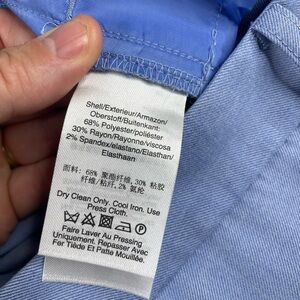 Shell/Exterieur/Armazon/
Oberstoff/Buitenkant:
68% Polyester/poliéster
30% Rayon/Rayonne/viscosa
2% Spandex/elastano/Elasthan/
Elasthaan
面料: 68% 聚酯纤维, 30% 粘胶
纤维/粘纤, 2% 氨纶
Dry Clean Only. Cool Iron. Use
Press Cloth.
Faire Laver Au Pressing
Uniquement. Repasser Avec
Fer Tiède Et Patte Mouillée.